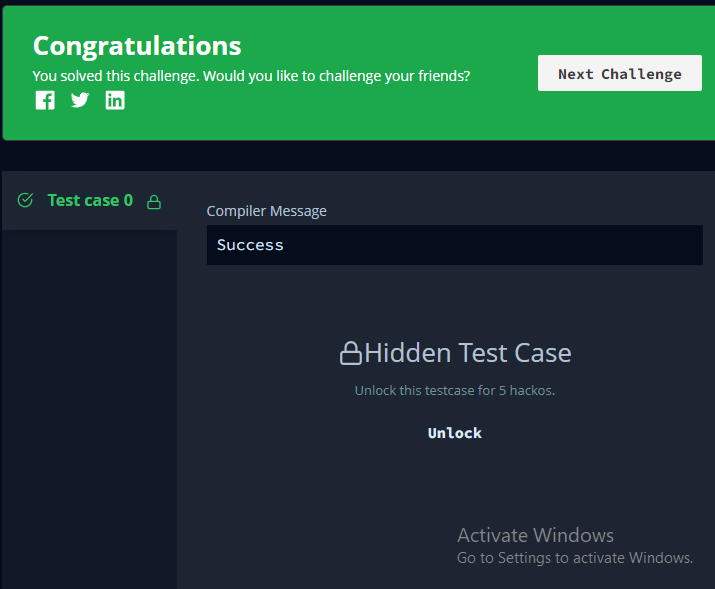 Congratulations
You solved this challenge. Would you like to challenge your friends?
Next Challenge
Test case 0
Compiler Message
Success
Hidden Test Case
Unlock this testcase for 5 hackos.
Unlock
Activate Windows
Go to Settings to activate Windows.